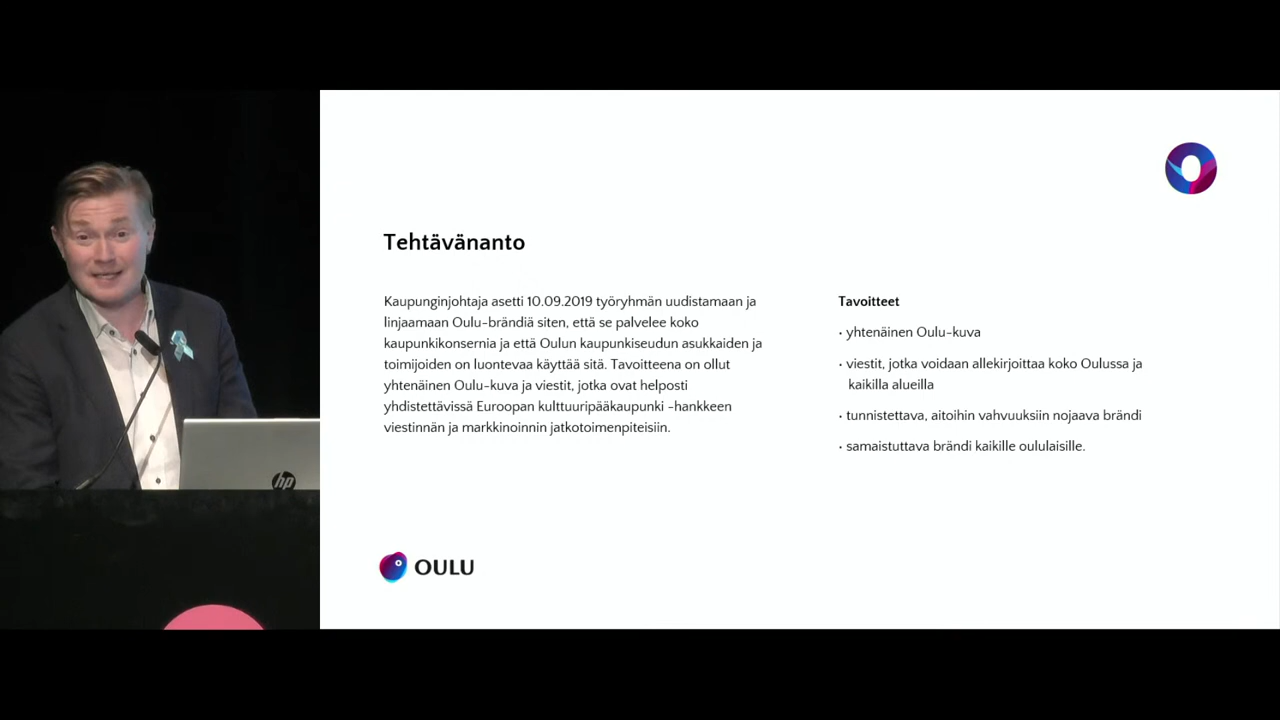 Tehtävänanto
Kaupunginjohtaja asetti 10.09.2019 työryhmän uudistamaan ja
linjaamaan Oulu-brändiä siten, että se palvelee koko
kaupunkikonsernia ja että Oulun kaupunkiseudun asukkaiden ja
toimijoiden on luontevaa käyttää sitä. Tavoitteena on ollut
yhtenäinen Oulu-kuva ja viestit, jotka ovat helposti
yhdistettävissä Euroopan kulttuuripääkaupunki -hankkeen
viestinnän ja markkinoinnin jatkotoimenpiteisiin.
Tavoitteet
• yhtenäinen Oulu-kuva
• viestit, jotka voidaan allekirjoittaa koko Oulussa ja
kaikilla alueilla
• tunnistettava, aitoihin vahvuuksiin nojaava brändi
• samaistuttava brändi kaikille oululaisille.
OULU
hp